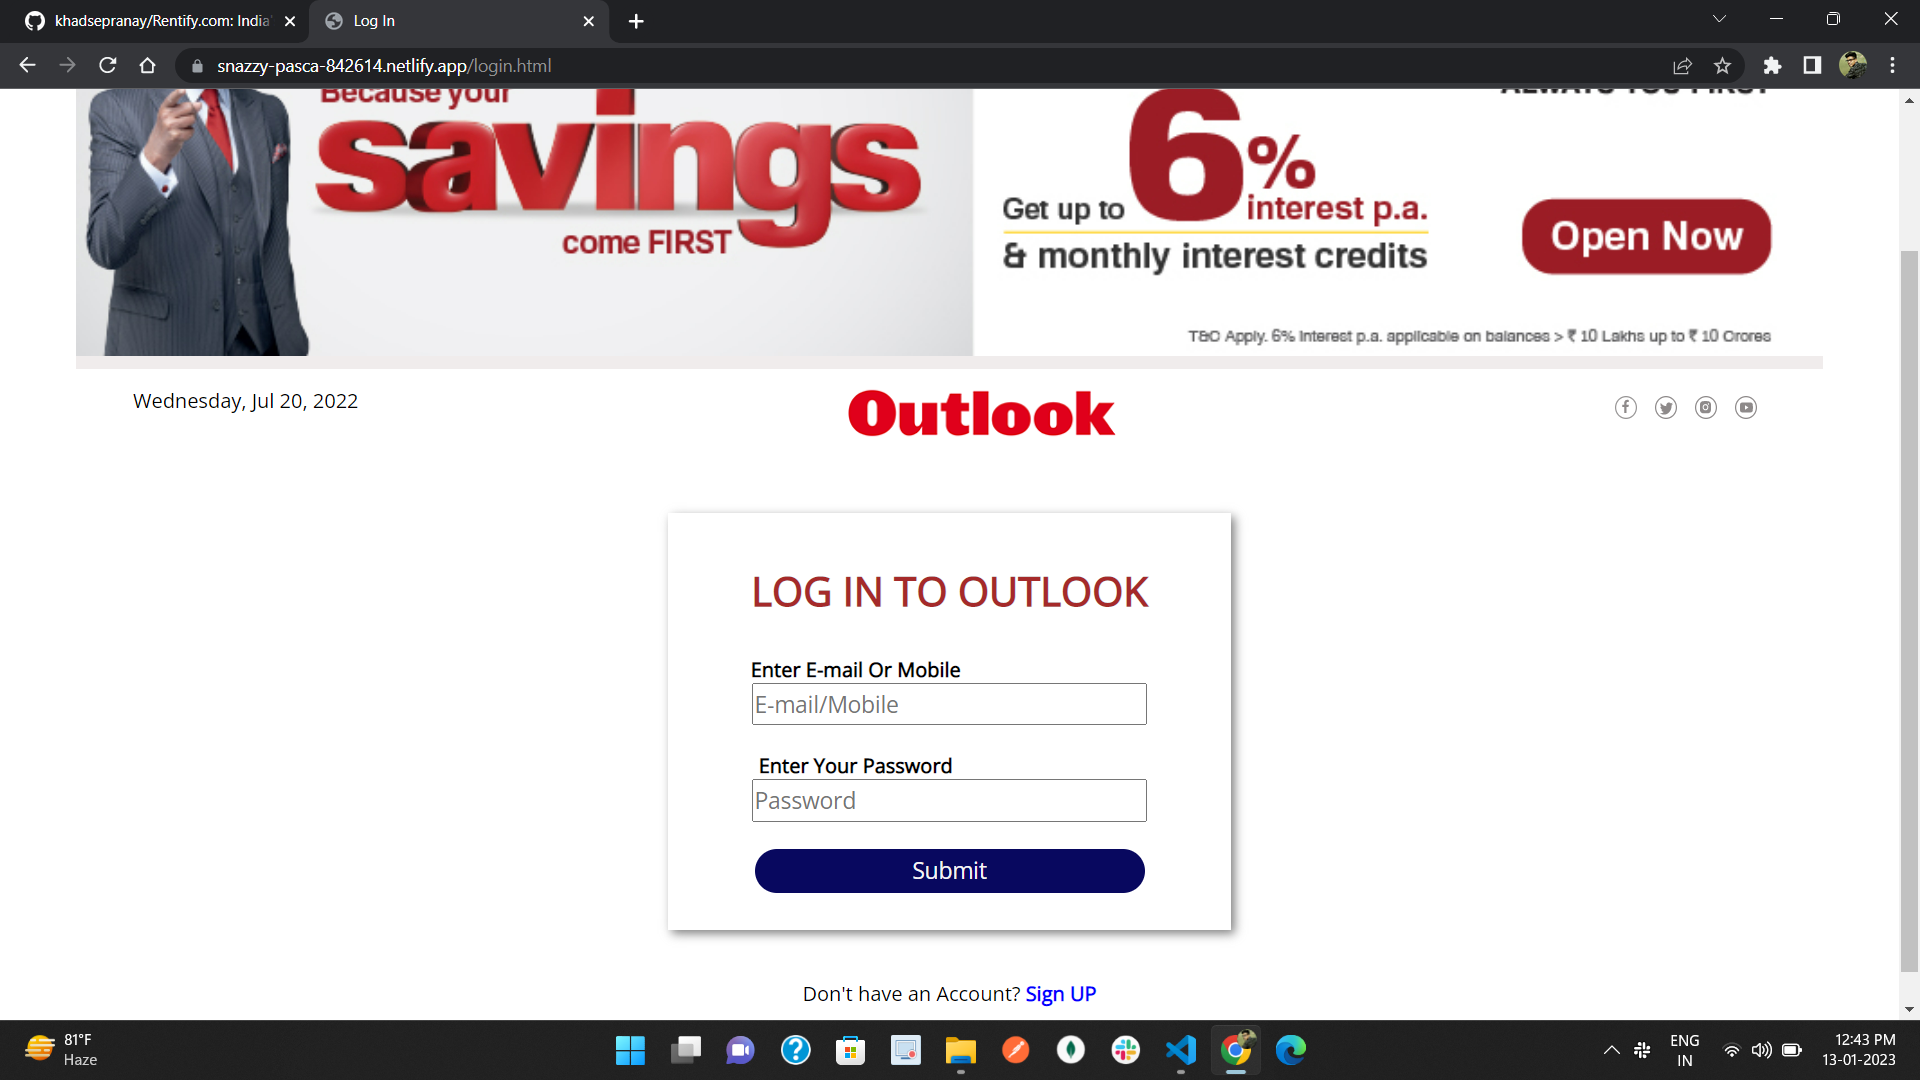 khadsepranay/Rentify.com: India'
Log In
snazzy-pasca-842614.netlify.app/login.html
Because your
savings
come FIRST
ALWAYS YOU FIRST
6%
Get up to
interest p.a.
& monthly interest credits
Open Now
T&C Apply. 6% interest p.a. applicable on balances > ₹ 10 Lakhs up to ₹ 10 Crores
Wednesday, Jul 20, 2022
Outlook
LOG IN TO OUTLOOK
Enter E-mail Or Mobile
E-mail/Mobile
Enter Your Password
Password
Submit
Don't have an Account? Sign UP
81°F
Haze
ENG
IN
12:43 PM
13-01-2023